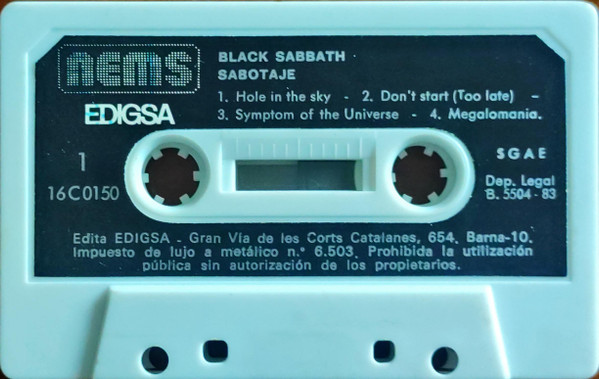 nems
BLACK SABBATH
SABOTAJE
EDIGSA
1. Hole in the sky - 2. Don't start (Too late) -
3. Symptom of the Universe - 4. Megalomania.
1
16C0150
SGAE
Dep. Legal
B. 5504-83
Edita EDIGSA - Gran Vía de les Corts Catalanes, 654. Barna-10.
Impuesto de lujo a metálico n.° 6.503. Prohibida la utilización
pública sin autorización de los propietarios.